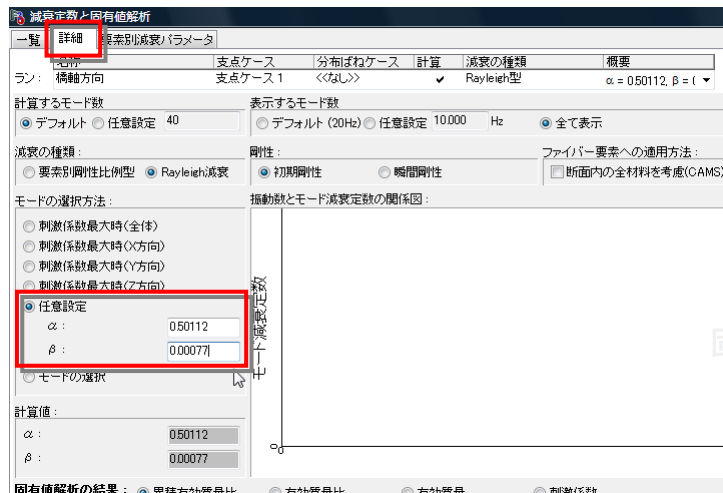 減衰定数と固有値解析
一覧 詳細 要素別減衰パラメータ
名称 支点ケース 分布ばねケース 計算 減衰の種類 概要
ラン： 橋軸方向 支点ケース 1 <<なし>> ✔ Rayleigh型 α = 0.50112, β = (
計算するモード数 表示するモード数
デフォルト 任意設定 40 デフォルト (20Hz) 任意設定 10.000 Hz 全て表示
減衰の種類： 剛性： ファイバー要素への適用方法：
要素別剛性比例型 Rayleigh減衰 初期剛性 瞬間剛性 断面内の全材料を考慮(CAMS)
モードの選択方法： 振動数とモード減衰定数の関係図：
刺激係数最大時(全体)
刺激係数最大時(X方向)
刺激係数最大時(Y方向)
刺激係数最大時(Z方向)
任意設定
α： 0.50112
β： 0.00077
モードの選択
モード減衰定数
計算値：
α： 0.50112
β： 0.00077
0 0
固有値解析の結果： 累積有効質量比 有効質量比 有効質量 刺激係数